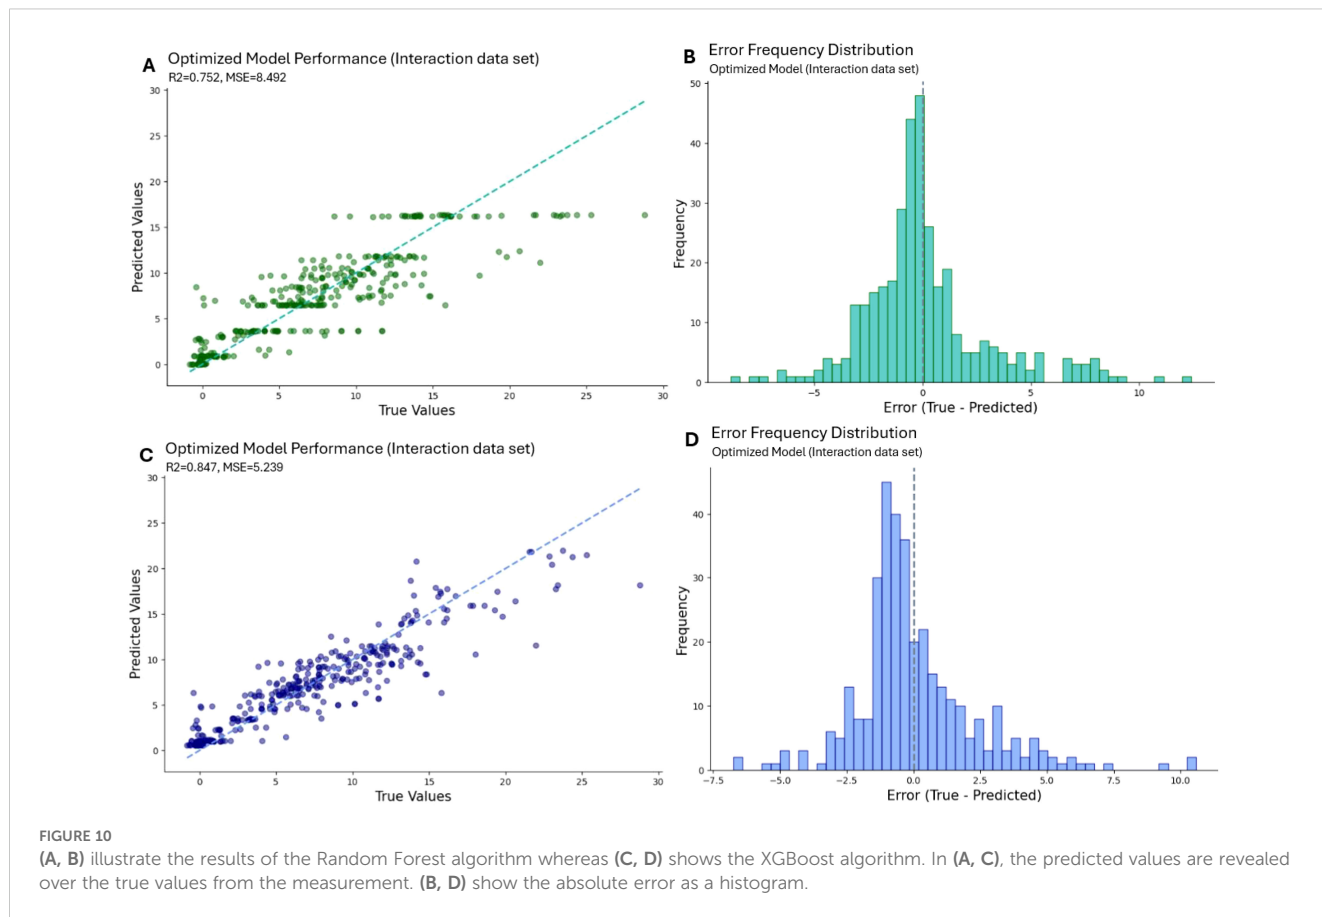 A Optimized Model Performance (Interaction data set)
R2=0.752, MSE=8.492
30
25
20
15
10
5
0
Predicted Values
0 5 10 15 20 25 30
True Values
B Error Frequency Distribution
Optimized Model (Interaction data set)
50
40
30
20
10
0
Frequency
−5 0 5 10
Error (True - Predicted)
C Optimized Model Performance (Interaction data set)
R2=0.847, MSE=5.239
30
25
20
15
10
5
0
Predicted Values
0 5 10 15 20 25 30
True Values
D Error Frequency Distribution
Optimized Model (Interaction data set)
40
30
20
10
0
Frequency
−7.5 −5.0 −2.5 0.0 2.5 5.0 7.5 10.0
Error (True - Predicted)
FIGURE 10
(A, B) illustrate the results of the Random Forest algorithm whereas (C, D) shows the XGBoost algorithm. In (A, C), the predicted values are revealed
over the true values from the measurement. (B, D) show the absolute error as a histogram.